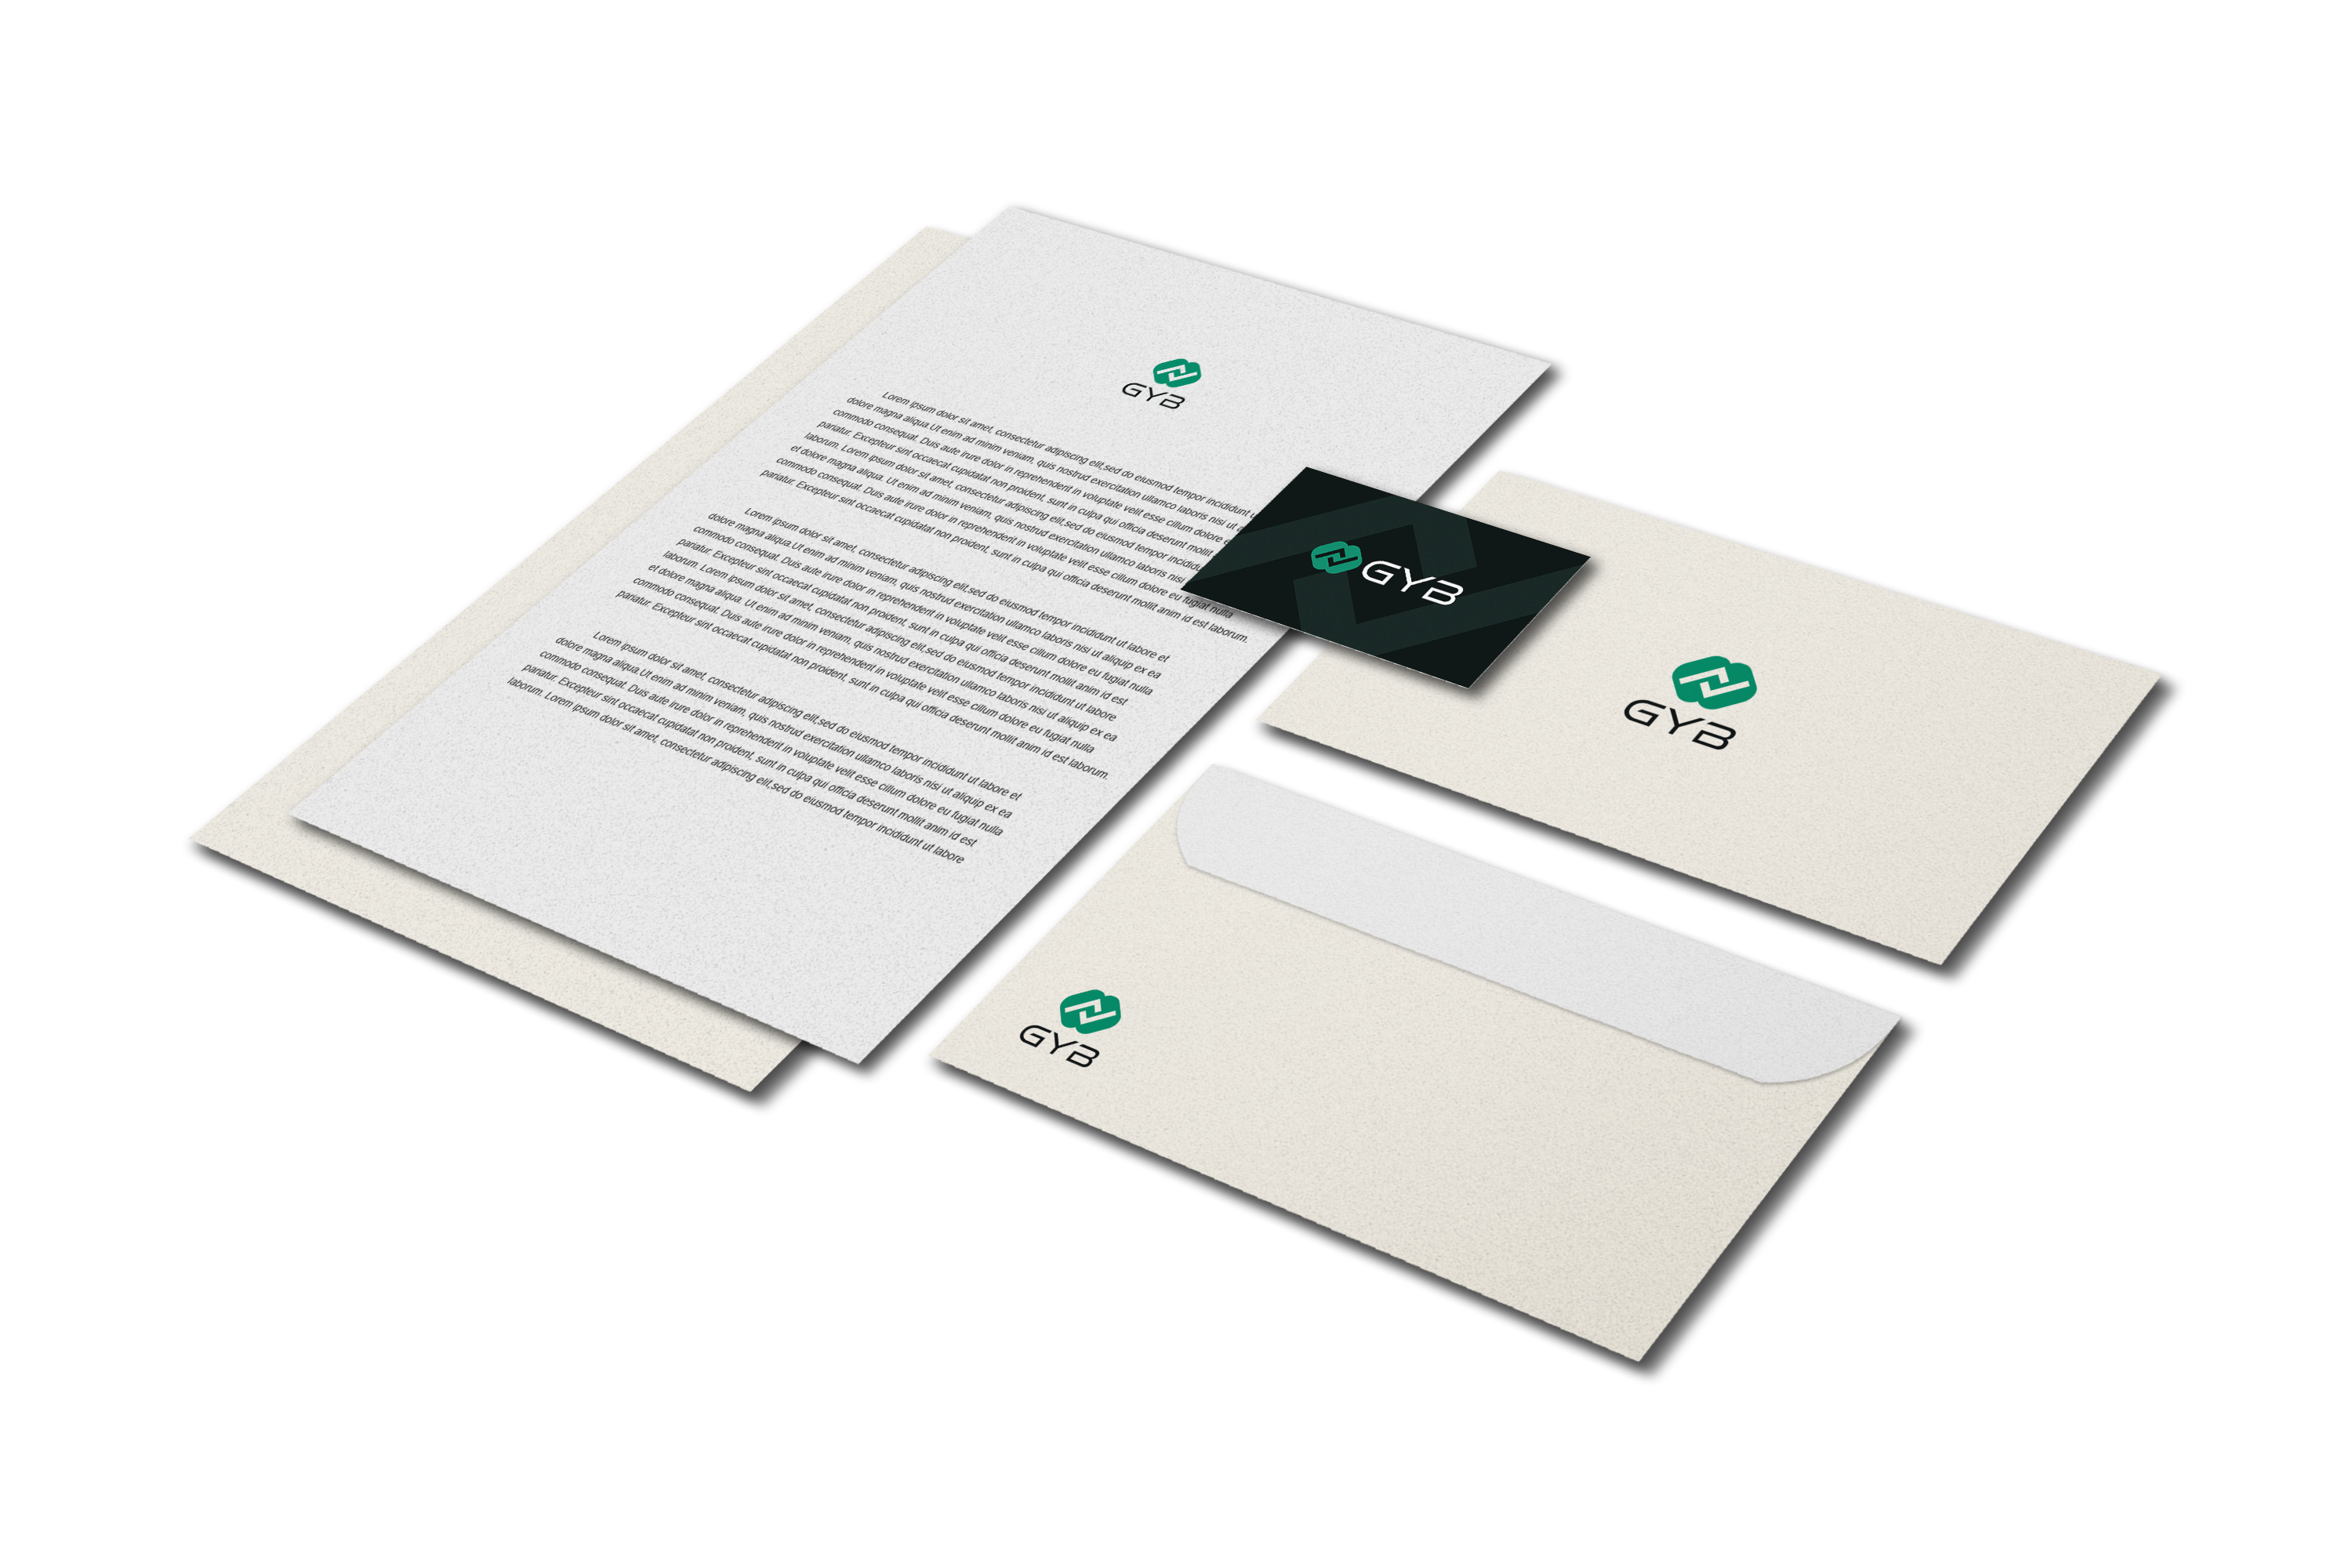 GYB
Lorem ipsum dolor sit amet, consectetur adipiscing elit,sed do eiusmod tempor incididunt
dolore magna aliqua.Ut enim ad minim veniam, quis nostrud exercitation ullamco laboris nisi ut
commodo consequat. Duis aute irure dolor in reprehenderit in voluptate velit esse cillum dolore
pariatur. Excepteur sint occaecat cupidatat non proident, sunt in culpa qui officia deserunt mollit
laborum. Lorem ipsum dolor sit amet, consectetur adipiscing elit,sed do eiusmod tempor
et dolore magna aliqua. Ut enim ad minim veniam, quis nostrud exercitation ullamco laboris nisi
commodo consequat. Duis aute irure dolor in reprehenderit in voluptate velit esse cillum dolore eu fugiat nulla
pariatur. Excepteur sint occaecat cupidatat non proident, sunt in culpa qui officia deserunt mollit anim id est laborum.
Lorem ipsum dolor sit amet, consectetur adipiscing elit,sed do eiusmod tempor incididunt ut labore et
dolore magna aliqua.Ut enim ad minim veniam, quis nostrud exercitation ullamco laboris nisi ut aliquip ex ea
commodo consequat. Duis aute irure dolor in reprehenderit in voluptate velit esse cillum dolore eu fugiat nulla
pariatur. Excepteur sint occaecat cupidatat non proident, sunt in culpa qui officia deserunt mollit anim id est
laborum. Lorem ipsum dolor sit amet, consectetur adipiscing elit,sed do eiusmod tempor incididunt ut labore
et dolore magna aliqua. Ut enim ad minim veniam, quis nostrud exercitation ullamco laboris nisi ut aliquip ex ea
commodo consequat. Duis aute irure dolor in reprehenderit in voluptate velit esse cillum dolore eu fugiat nulla
pariatur. Excepteur sint occaecat cupidatat non proident, sunt in culpa qui officia deserunt mollit anim id est laborum.
Lorem ipsum dolor sit amet, consectetur adipiscing elit,sed do eiusmod tempor incididunt ut labore et
dolore magna aliqua.Ut enim ad minim veniam, quis nostrud exercitation ullamco laboris nisi ut aliquip ex ea
commodo consequat. Duis aute irure dolor in reprehenderit in voluptate velit esse cillum dolore eu fugiat nulla
pariatur. Excepteur sint occaecat cupidatat non proident, sunt in culpa qui officia deserunt mollit anim id est
laborum. Lorem ipsum dolor sit amet, consectetur adipiscing elit,sed do eiusmod tempor incididunt ut labore
GYB
GYB
GYB